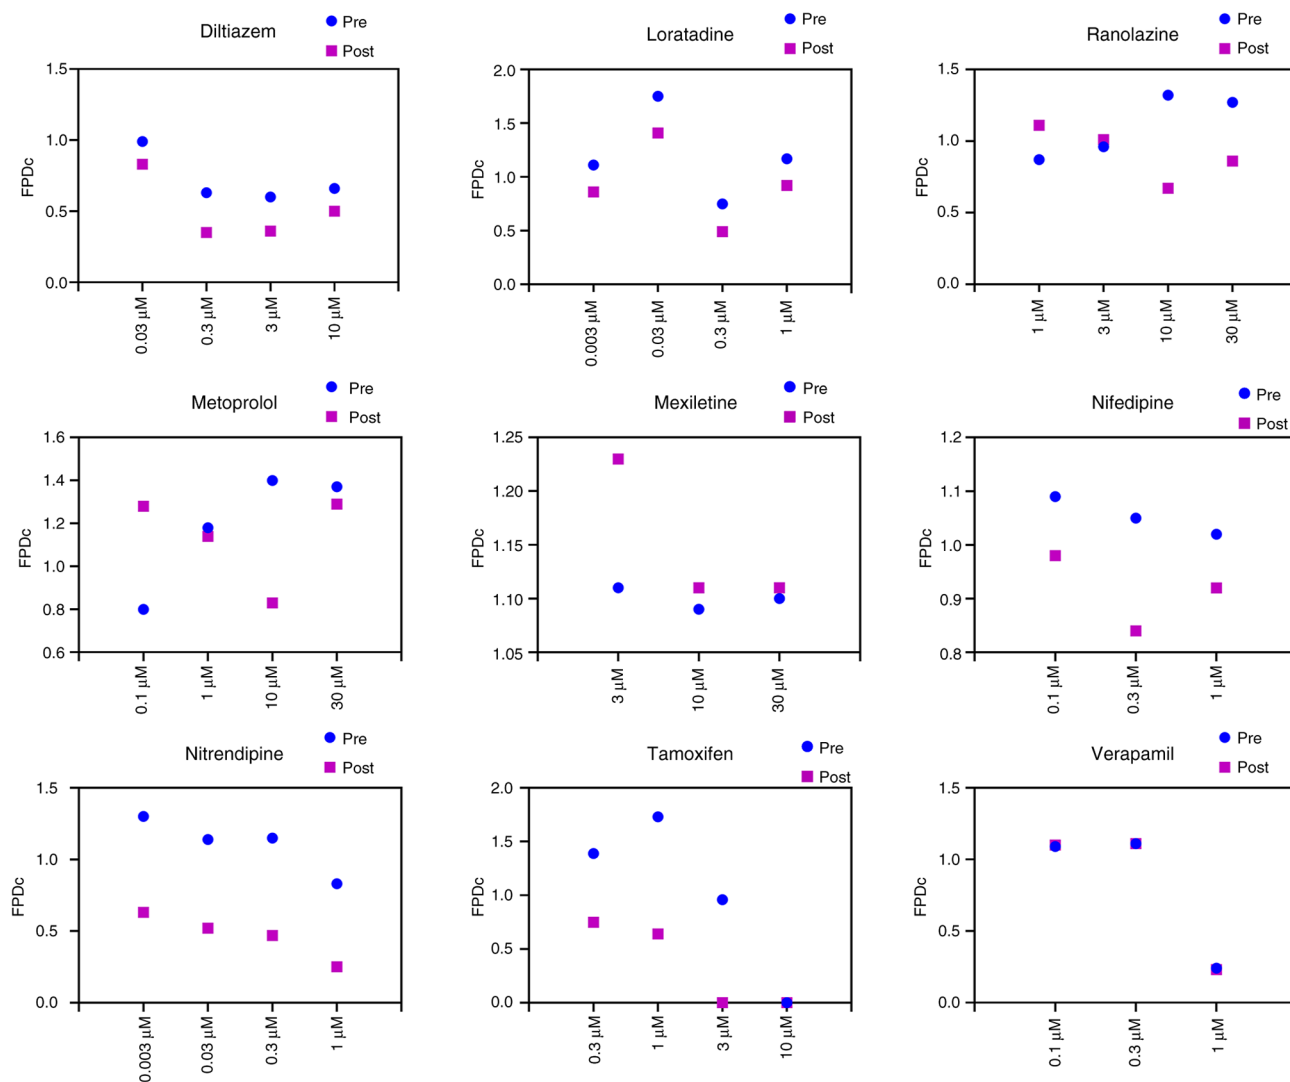 Diltiazem
Pre
Post
FPDc
1.5
1.0
0.5
0.0
0.03 µM
0.3 µM
3 µM
10 µM
Loratadine
Pre
Post
FPDc
2.0
1.5
1.0
0.5
0.0
0.003 µM
0.03 µM
0.3 µM
1 µM
Ranolazine
Pre
Post
FPDc
1.5
1.0
0.5
0.0
1 µM
3 µM
10 µM
30 µM
Metoprolol
Pre
Post
FPDc
1.6
1.4
1.2
1.0
0.8
0.6
0.1 µM
1 µM
10 µM
30 µM
Mexiletine
Pre
Post
FPDc
1.25
1.20
1.15
1.10
1.05
3 µM
10 µM
30 µM
Nifedipine
Pre
Post
FPDc
1.2
1.1
1.0
0.9
0.8
0.1 µM
0.3 µM
1 µM
Nitrendipine
Pre
Post
FPDc
1.5
1.0
0.5
0.0
0.003 µM
0.03 µM
0.3 µM
1 µM
Tamoxifen
Pre
Post
FPDc
2.0
1.5
1.0
0.5
0.0
0.3 µM
1 µM
3 µM
10 µM
Verapamil
Pre
Post
FPDc
1.5
1.0
0.5
0.0
0.1 µM
0.3 µM
1 µM